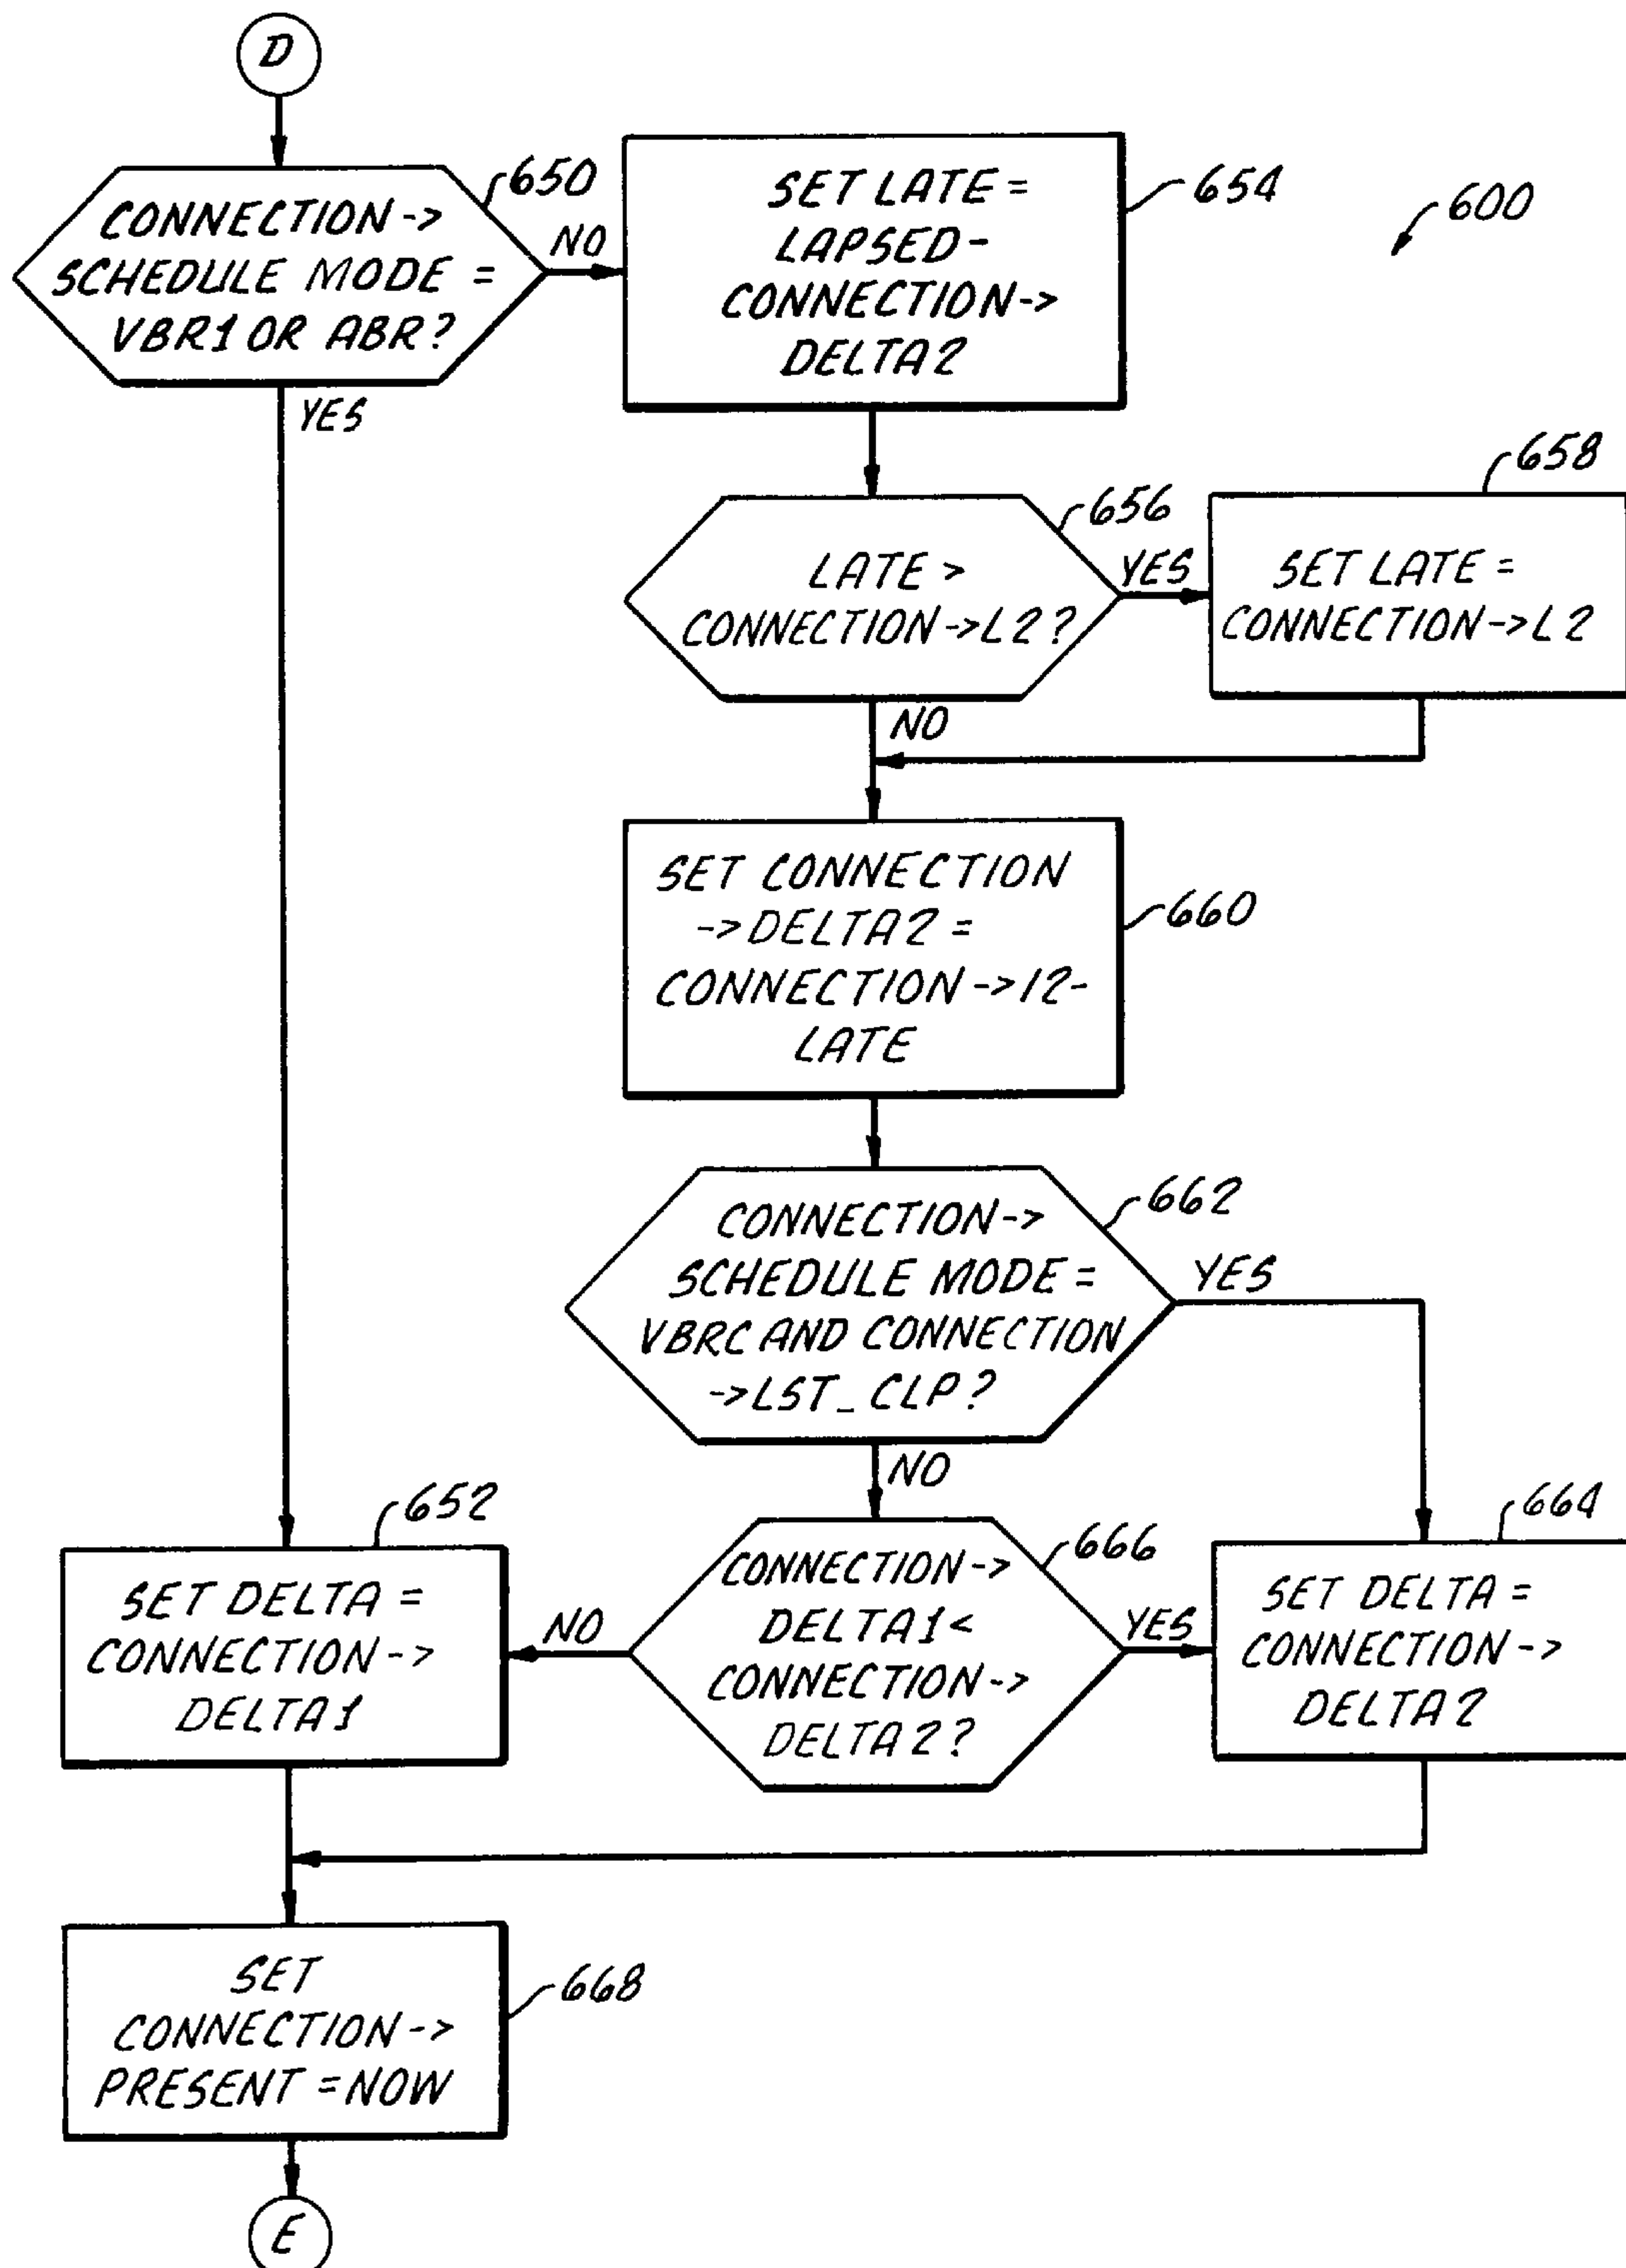 D
CONNECTION->
SCHEDULE MODE =
VBR1 OR ABR?
650
NO
YES
SET LATE =
LAPSED-
CONNECTION->
DELTA2
654
600
LATE >
CONNECTION->L2?
656
YES
NO
SET LATE =
CONNECTION->L2
658
SET CONNECTION
->DELTA2 =
CONNECTION->I2-
LATE
660
CONNECTION->
SCHEDULE MODE =
VBRC AND CONNECTION
->LST_CLP?
662
YES
NO
SET DELTA =
CONNECTION->
DELTA1
652
NO
CONNECTION->
DELTA1<
CONNECTION->
DELTA2?
666
YES
SET DELTA =
CONNECTION->
DELTA2
664
SET
CONNECTION->
PRESENT = NOW
668
E